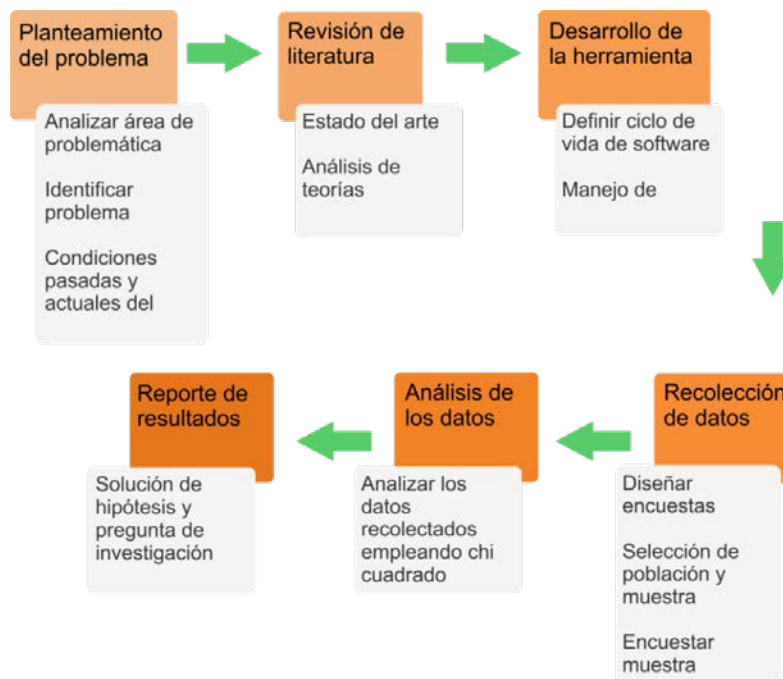 Planteamiento
del problema
Analizar área de
problemática
Identificar
problema
Condiciones
pasadas y
actuales del
Revisión de
literatura
Estado del arte
Análisis de
teorías
Desarrollo de
la herramienta
Definir ciclo de
vida de software
Manejo de
Recolección
de datos
Diseñar
encuestas
Selección de
población y
muestra
Encuestar
muestra
Análisis de
los datos
Analizar los
datos
recolectados
empleando chi
cuadrado
Reporte de
resultados
Solución de
hipótesis y
pregunta de
investigación